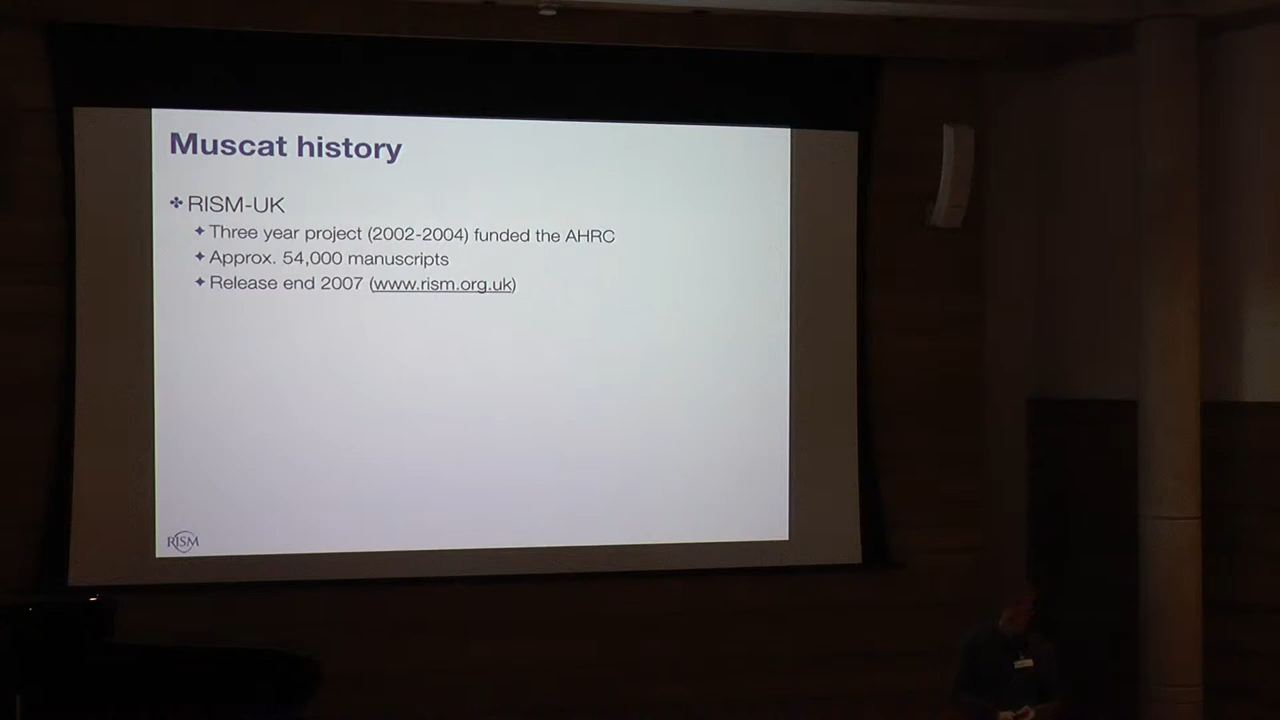 Muscat history
RISM-UK
Three year project (2002-2004) funded the AHRC
Approx. 54,000 manuscripts
Release end 2007 (www.rism.org.uk)
RISM